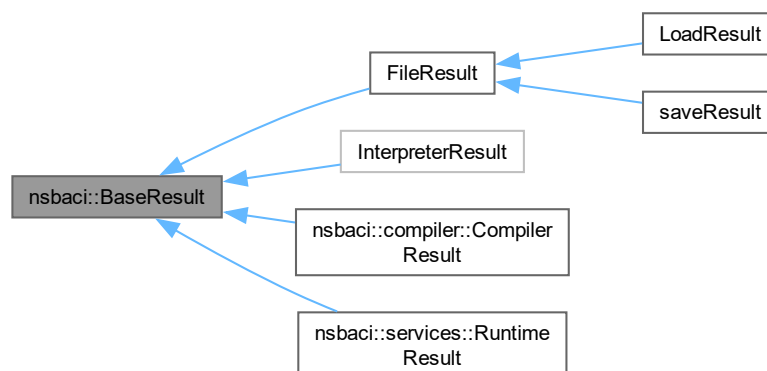 LoadResult
FileResult
saveResult
InterpreterResult
nsbaci::BaseResult
nsbaci::compiler::Compiler
Result
nsbaci::services::Runtime
Result